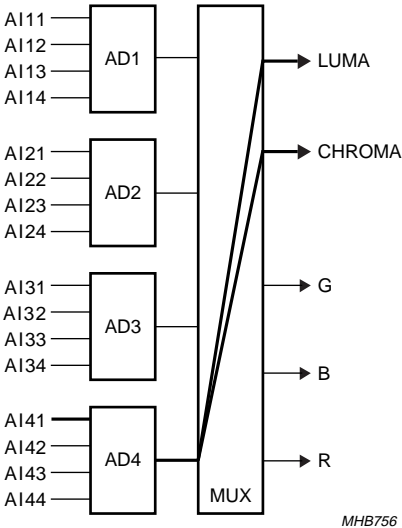 AI11
AI12
AI13
AI14
AD1
AI21
AI22
AI23
AI24
AD2
AI31
AI32
AI33
AI34
AD3
AI41
AI42
AI43
AI44
AD4
MUX
LUMA
CHROMA
G
B
R
MHB756